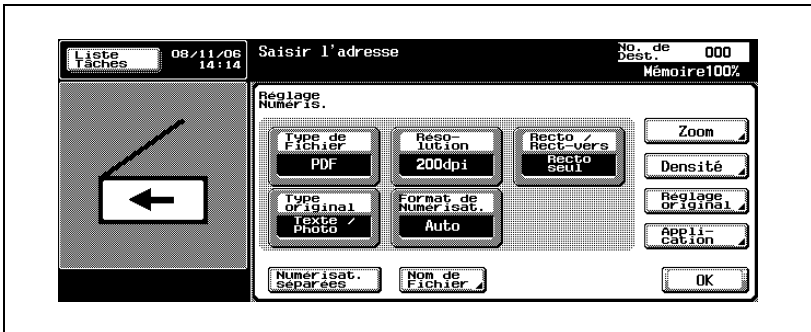 Liste
Tâches
08/11/06
14:14
Saisir l'adresse
No. de
Dest.
000
Mémoire100%
Réglage
Numéris.
Type de
Fichier
PDF
Réso-
lution
200dpi
Recto /
Rect-vers
Recto
seul
Zoom
Densité
Type
original
Texte /
Photo
Format de
Numérisat.
Auto
Réglage
original
Appli-
cation
Numérisat.
séparées
Nom de
Fichier
OK